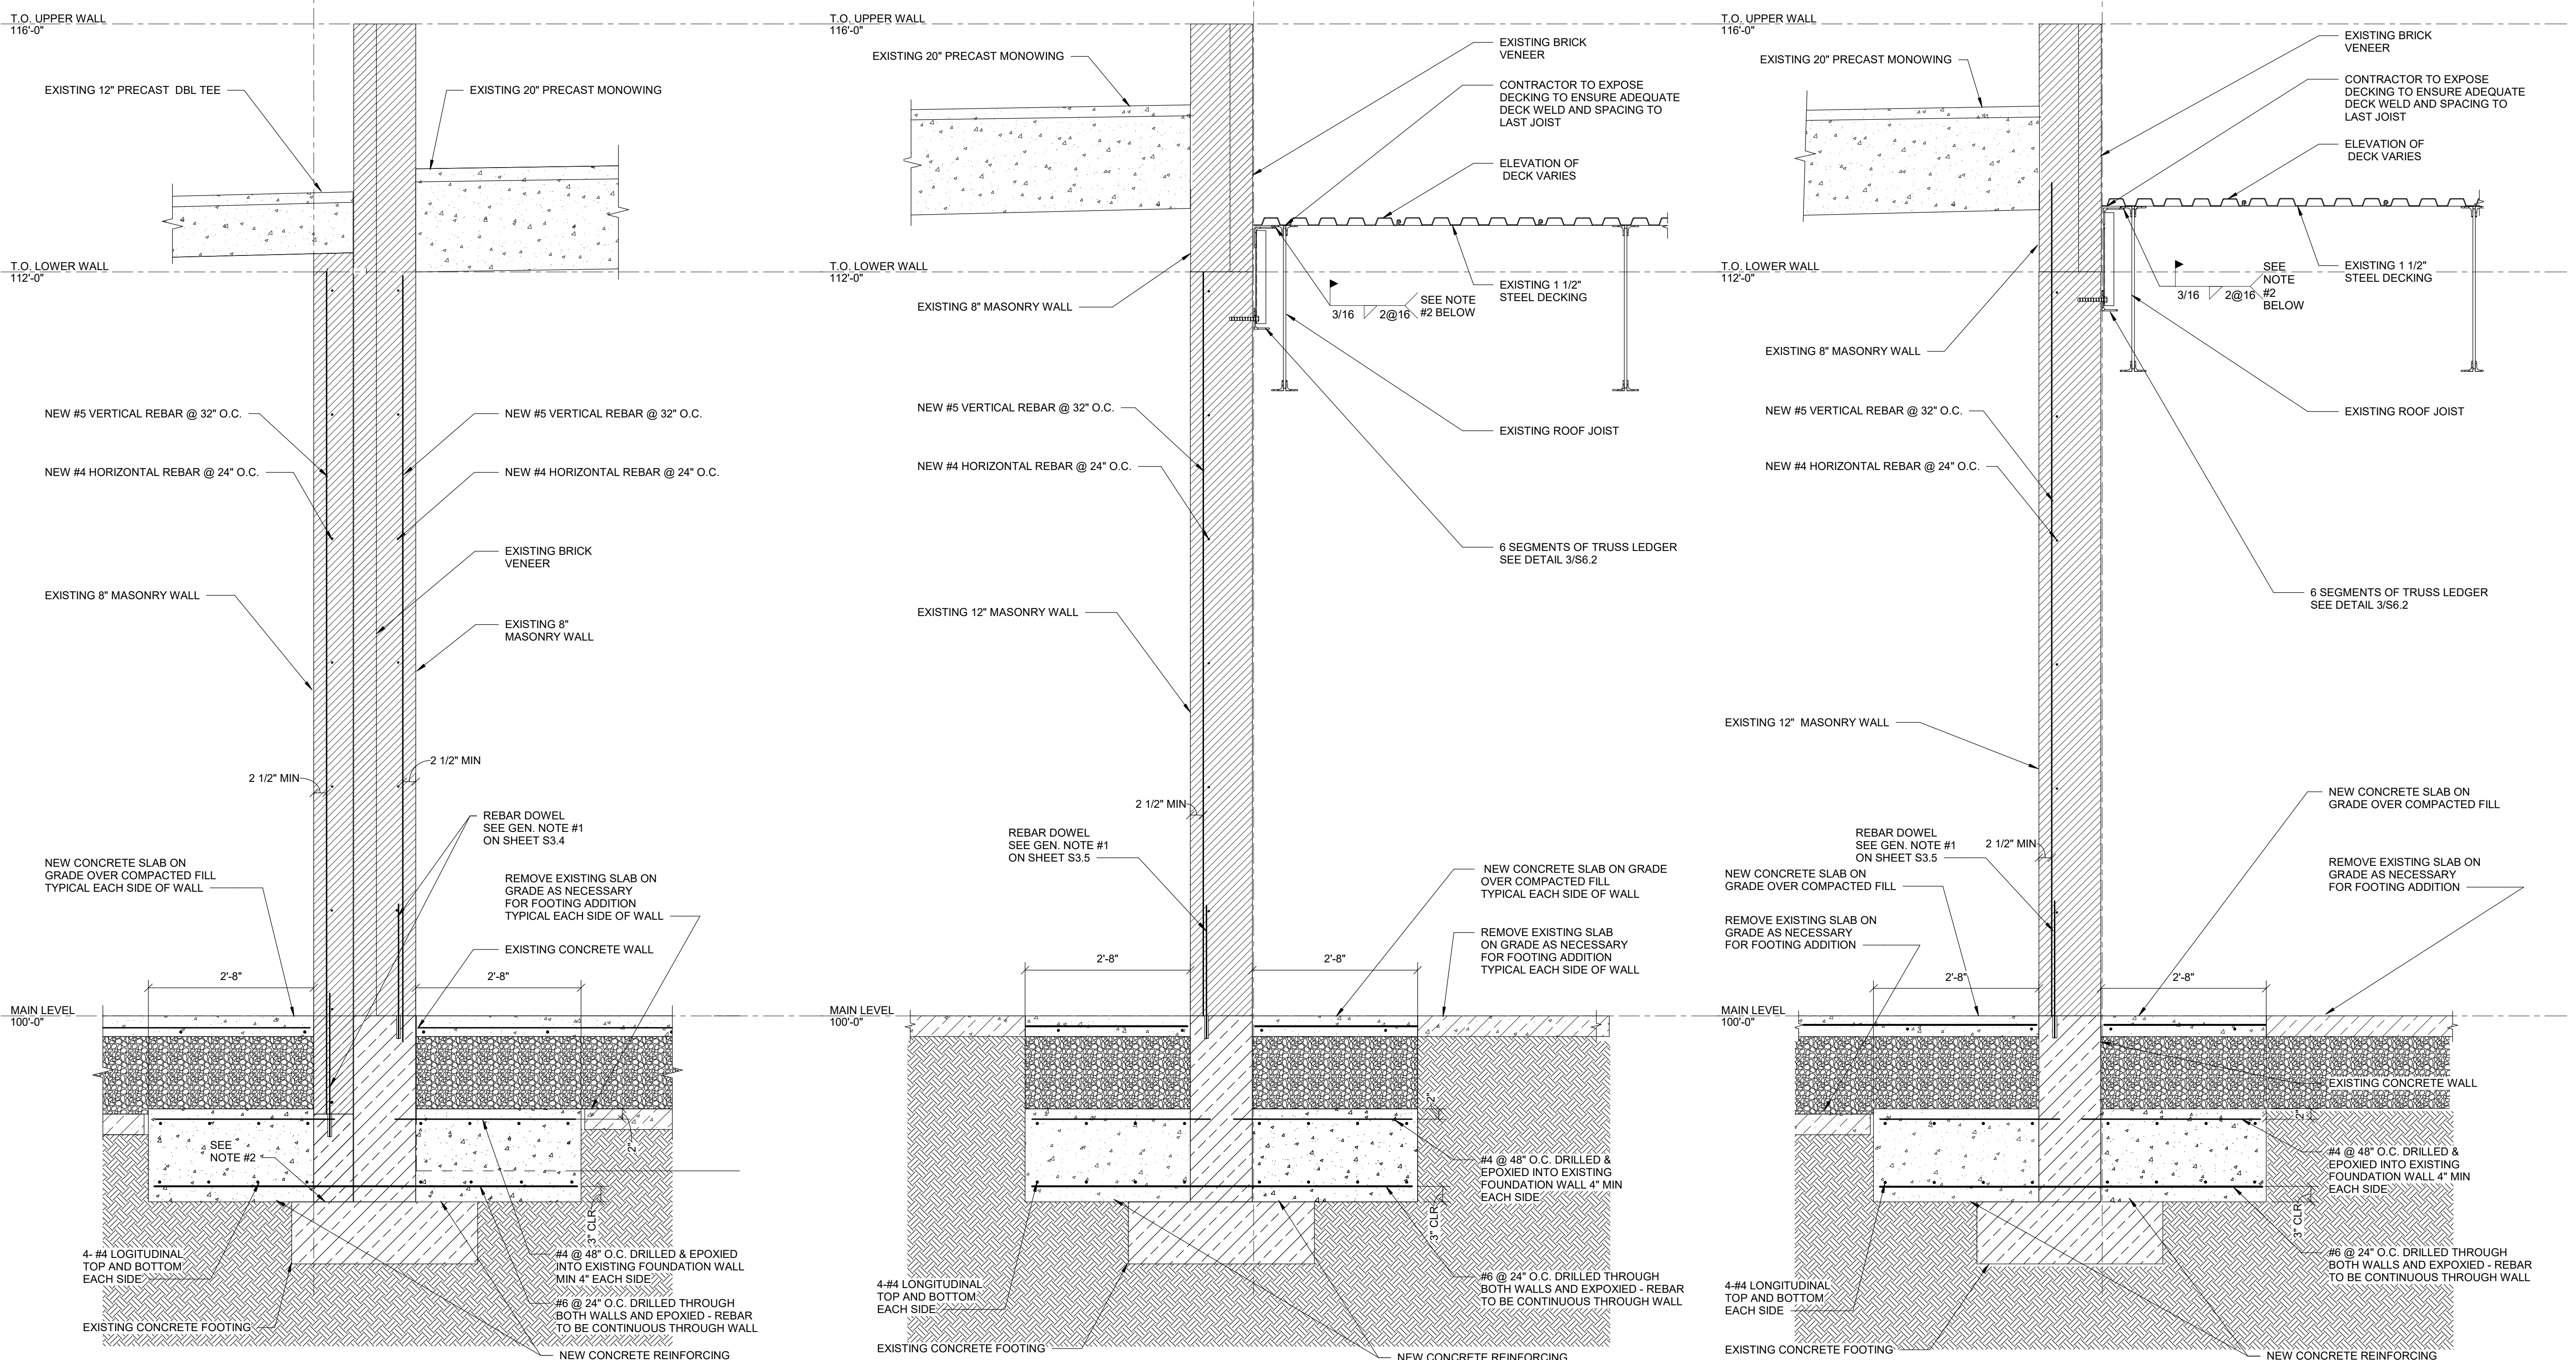 T.O. UPPER WALL
116'-0"
EXISTING 12" PRECAST DBL TEE
EXISTING 20" PRECAST MONOWING
T.O. LOWER WALL
112'-0"
NEW #5 VERTICAL REBAR @ 32" O.C.
NEW #5 VERTICAL REBAR @ 32" O.C.
NEW #4 HORIZONTAL REBAR @ 24" O.C.
NEW #4 HORIZONTAL REBAR @ 24" O.C.
EXISTING BRICK
VENEER
EXISTING 8" MASONRY WALL
EXISTING 8"
MASONRY WALL
2 1/2" MIN
2 1/2" MIN
REBAR DOWEL
SEE GEN. NOTE #1
ON SHEET S3.4
NEW CONCRETE SLAB ON
GRADE OVER COMPACTED FILL
TYPICAL EACH SIDE OF WALL
REMOVE EXISTING SLAB ON
GRADE AS NECESSARY
FOR FOOTING ADDITION
TYPICAL EACH SIDE OF WALL
EXISTING CONCRETE WALL
2'-8"
2'-8"
MAIN LEVEL
100'-0"
SEE
NOTE #2
2"
3" CLR
4- #4 LOGITUDINAL
TOP AND BOTTOM
EACH SIDE
#4 @ 48" O.C. DRILLED & EPOXIED
INTO EXISTING FOUNDATION WALL
MIN 4" EACH SIDE
#6 @ 24" O.C. DRILLED THROUGH
BOTH WALLS AND EPOXIED - REBAR
TO BE CONTINUOUS THROUGH WALL
EXISTING CONCRETE FOOTING
NEW CONCRETE REINFORCING
T.O. UPPER WALL
116'-0"
EXISTING 20" PRECAST MONOWING
EXISTING BRICK
VENEER
CONTRACTOR TO EXPOSE
DECKING TO ENSURE ADEQUATE
DECK WELD AND SPACING TO
LAST JOIST
ELEVATION OF
DECK VARIES
T.O. LOWER WALL
112'-0"
EXISTING 8" MASONRY WALL
EXISTING 1 1/2"
STEEL DECKING
3/16
2@16
SEE NOTE
#2 BELOW
NEW #5 VERTICAL REBAR @ 32" O.C.
EXISTING ROOF JOIST
NEW #4 HORIZONTAL REBAR @ 24" O.C.
6 SEGMENTS OF TRUSS LEDGER
SEE DETAIL 3/S6.2
EXISTING 12" MASONRY WALL
2 1/2" MIN
REBAR DOWEL
SEE GEN. NOTE #1
ON SHEET S3.5
NEW CONCRETE SLAB ON GRADE
OVER COMPACTED FILL
TYPICAL EACH SIDE OF WALL
REMOVE EXISTING SLAB
ON GRADE AS NECESSARY
FOR FOOTING ADDITION
TYPICAL EACH SIDE OF WALL
2'-8"
2'-8"
MAIN LEVEL
100'-0"
2"
#4 @ 48" O.C. DRILLED &
EPOXIED INTO EXISTING
FOUNDATION WALL 4" MIN
EACH SIDE
3" CLR
4-#4 LONGITUDINAL
TOP AND BOTTOM
EACH SIDE
#6 @ 24" O.C. DRILLED THROUGH
BOTH WALLS AND EXPOXIED - REBAR
TO BE CONTINUOUS THROUGH WALL
EXISTING CONCRETE FOOTING
NEW CONCRETE REINFORCING
T.O. UPPER WALL
116'-0"
EXISTING 20" PRECAST MONOWING
EXISTING BRICK
VENEER
CONTRACTOR TO EXPOSE
DECKING TO ENSURE ADEQUATE
DECK WELD AND SPACING TO
LAST JOIST
ELEVATION OF
DECK VARIES
T.O. LOWER WALL
112'-0"
3/16
2@16
SEE
NOTE
#2
BELOW
EXISTING 1 1/2"
STEEL DECKING
EXISTING 8" MASONRY WALL
NEW #5 VERTICAL REBAR @ 32" O.C.
EXISTING ROOF JOIST
NEW #4 HORIZONTAL REBAR @ 24" O.C.
6 SEGMENTS OF TRUSS LEDGER
SEE DETAIL 3/S6.2
EXISTING 12" MASONRY WALL
NEW CONCRETE SLAB ON
GRADE OVER COMPACTED FILL
REBAR DOWEL
SEE GEN. NOTE #1
ON SHEET S3.5
2 1/2" MIN
NEW CONCRETE SLAB ON
GRADE OVER COMPACTED FILL
REMOVE EXISTING SLAB ON
GRADE AS NECESSARY
FOR FOOTING ADDITION
REMOVE EXISTING SLAB ON
GRADE AS NECESSARY
FOR FOOTING ADDITION
2'-8"
2'-8"
MAIN LEVEL
100'-0"
EXISTING CONCRETE WALL
2"
#4 @ 48" O.C. DRILLED &
EPOXIED INTO EXISTING
FOUNDATION WALL 4" MIN
EACH SIDE
3" CLR
#6 @ 24" O.C. DRILLED THROUGH
BOTH WALLS AND EXPOXIED - REBAR
TO BE CONTINUOUS THROUGH WALL
4-#4 LONGITUDINAL
TOP AND BOTTOM
EACH SIDE
EXISTING CONCRETE FOOTING
NEW CONCRETE REINFORCING